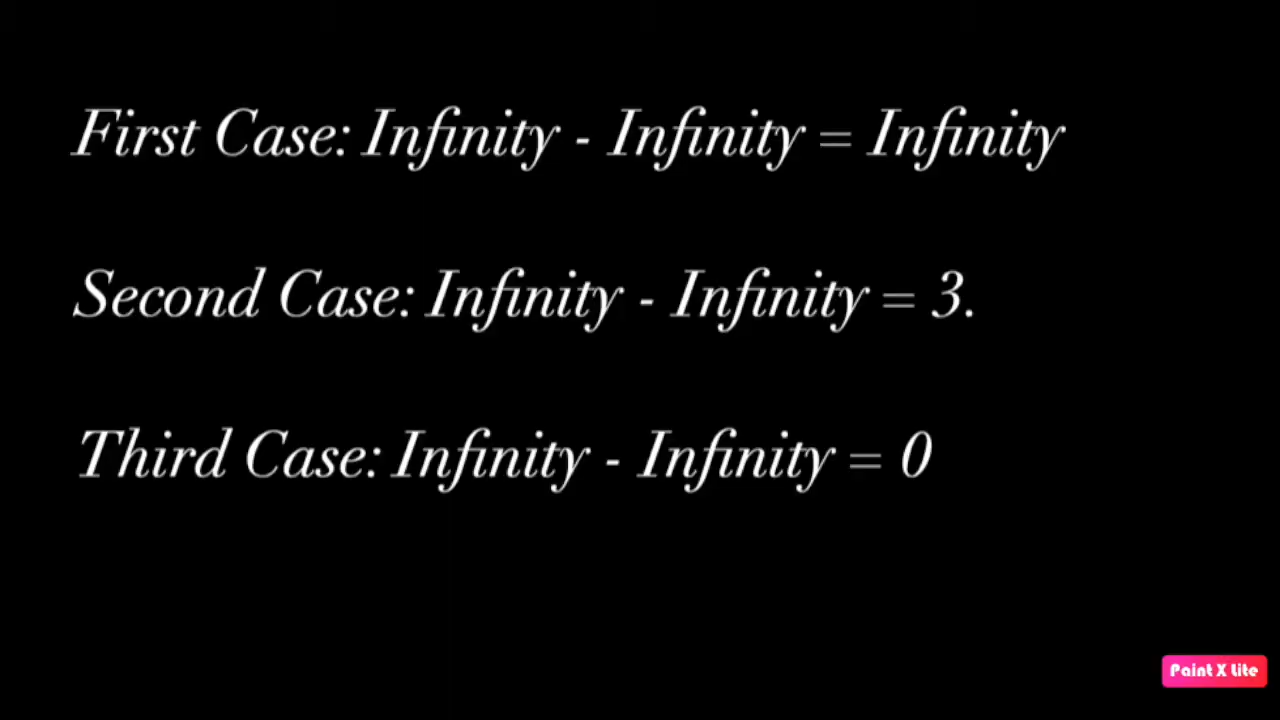 First Case: Infinity - Infinity = Infinity
Second Case: Infinity - Infinity = 3.
Third Case: Infinity - Infinity = 0
Paint X lite